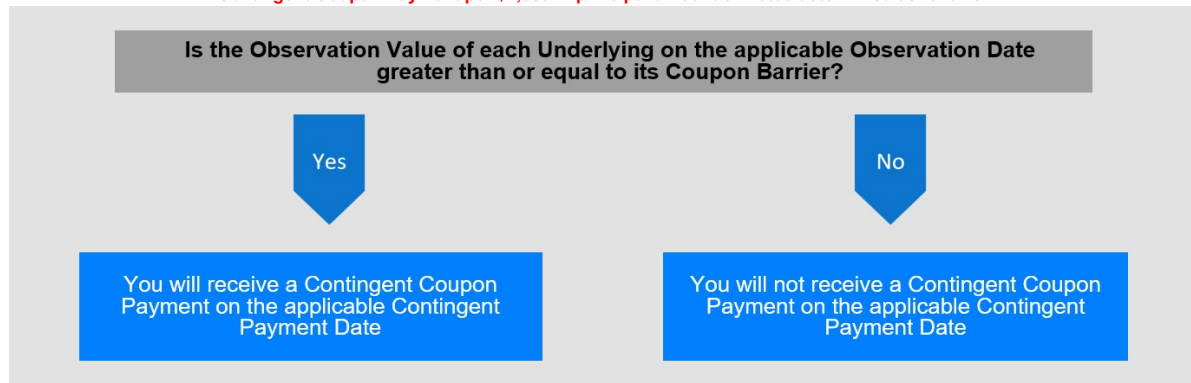 Is the Observation Value of each Underlying on the applicable Observation Date
greater than or equal to its Coupon Barrier?
Yes
No
You will receive a Contingent Coupon
Payment on the applicable Contingent
Payment Date
You will not receive a Contingent Coupon
Payment on the applicable Contingent
Payment Date